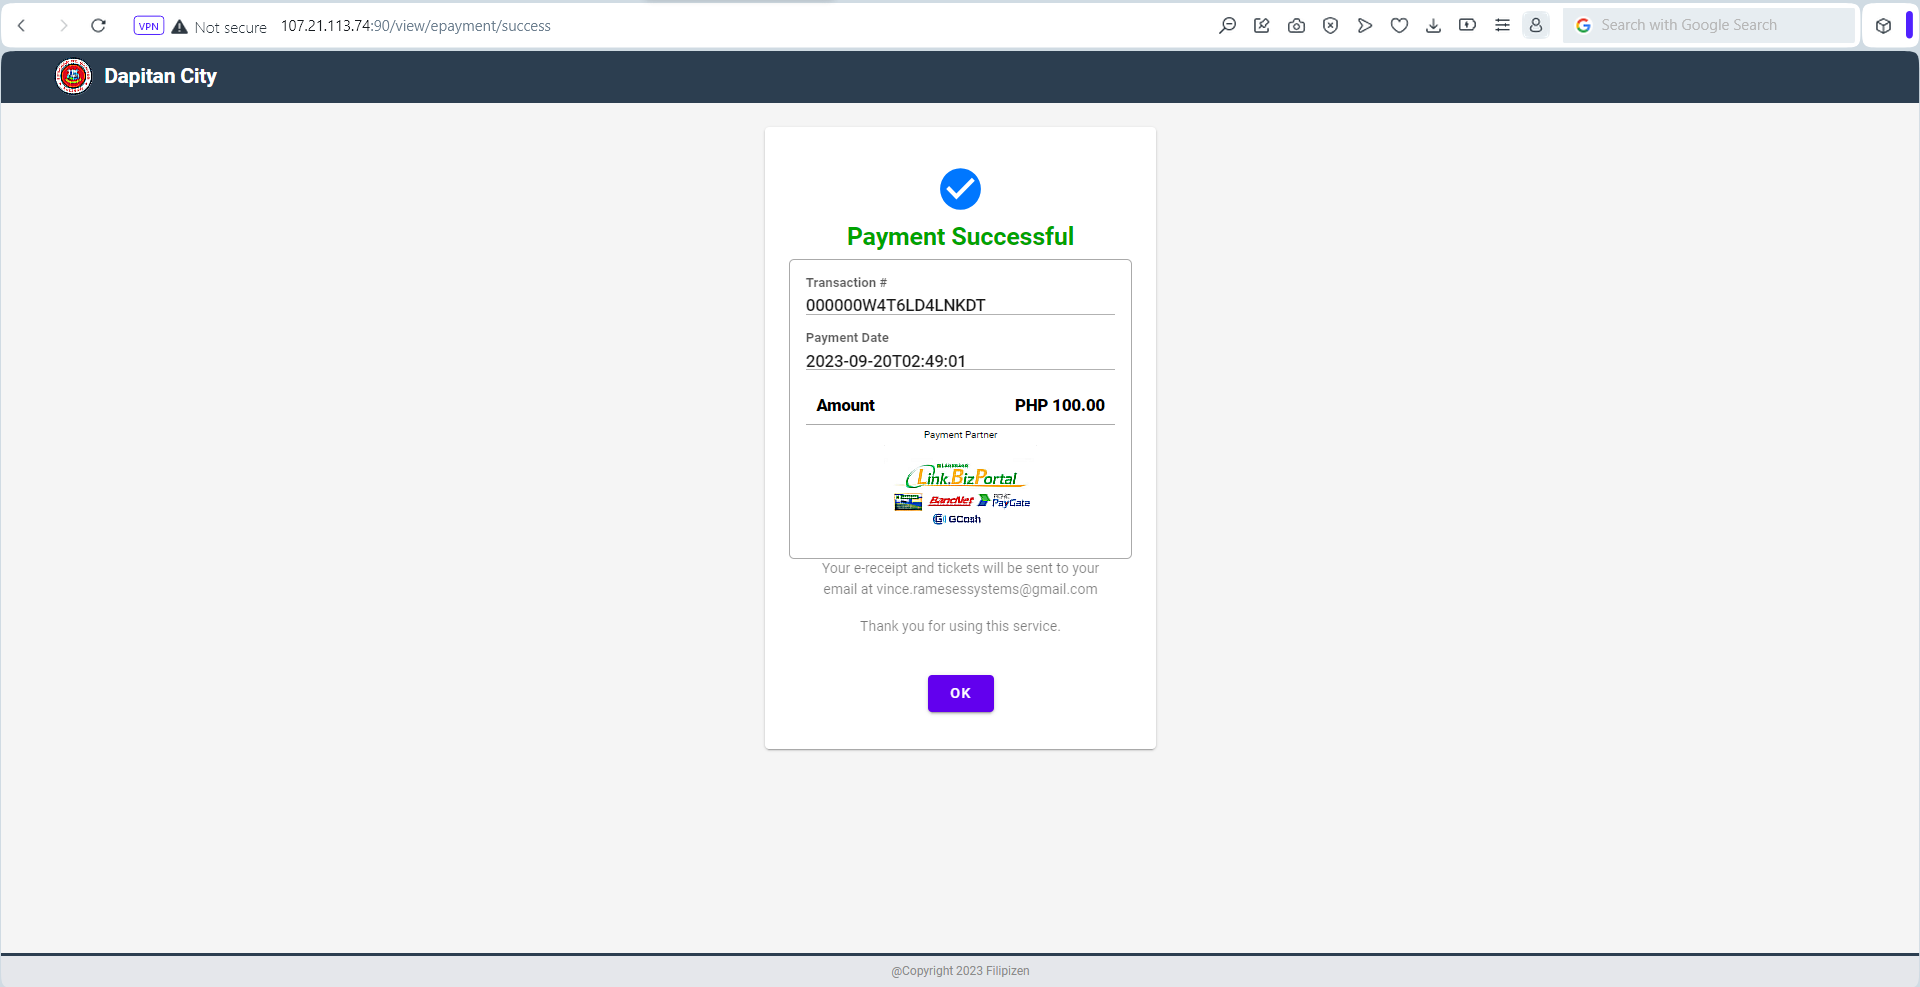 VPN Not secure 107.21.113.74:90/view/epayment/success Search with Google Search
Dapitan City
Payment Successful
Transaction #
000000W4T6LD4LNKDT
Payment Date
2023-09-20T02:49:01
Amount PHP 100.00
Payment Partner
Link.BizPortal
BancNet PayGate
GCash
Your e-receipt and tickets will be sent to your
email at vince.ramesessystems@gmail.com
Thank you for using this service.
OK
@Copyright 2023 Filipizen